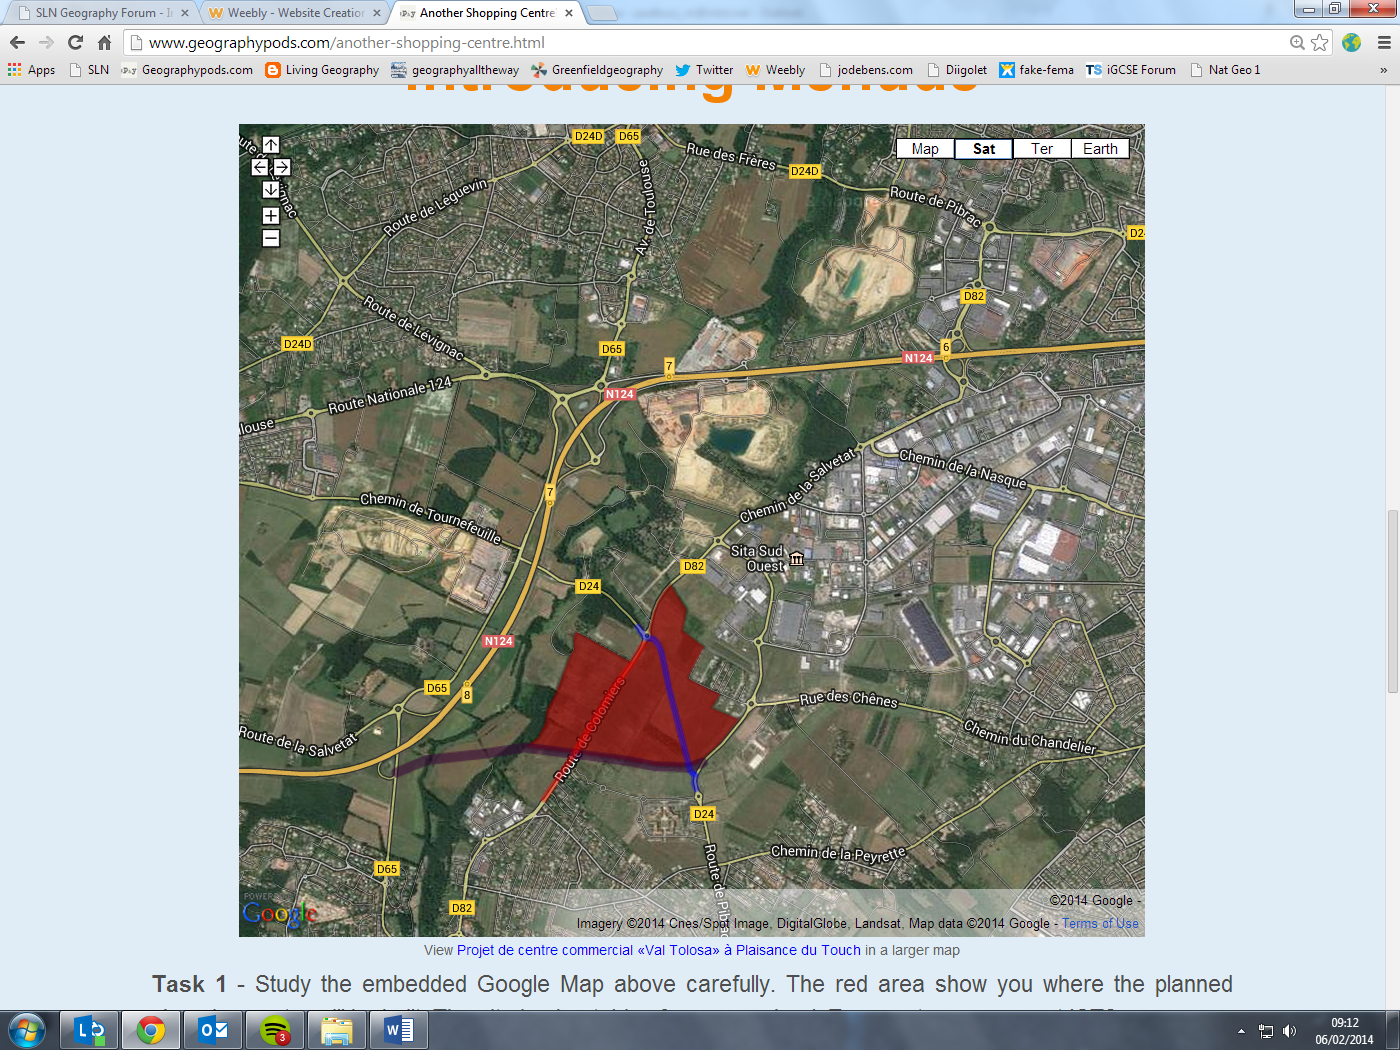 SLN Geography Forum - I
Weebly - Website Creation
Another Shopping Centre
www.geographypods.com/another-shopping-centre.html
Apps SLN Geographypods.com Living Geography geographyalltheway Greenfieldgeography Twitter Weebly jodebens.com Diigolet fake-fema iGCSE Forum Nat Geo 1 »
Map Sat Ter Earth
D24D D65
Rue des Frères
D24D
Route de Léguevin
Av. de Toulouse
Route de Pibrac
D82
Route de Lévignac
D24D
D65
7
N124
6
N124
Route Nationale 124
Chemin de la Salvetat
Chemin de la Nasque
7
Chemin de Tournefeuille
Sita Sud
Ouest
D82
D24
N124
D65
8
Route de Colomiers
Rue des Chênes
Route de la Salvetat
Chemin du Chandelier
D24
Chemin de la Peyrette
D65
D82
POWERED
Google
©2014 Google -
Imagery ©2014 Cnes/Spot Image, DigitalGlobe, Landsat, Map data ©2014 Google - Terms of Use
View Projet de centre commercial «Val Tolosa» à Plaisance du Touch in a larger map
Task 1 - Study the embedded Google Map above carefully. The red area show you where the planned
09:12
06/02/2014